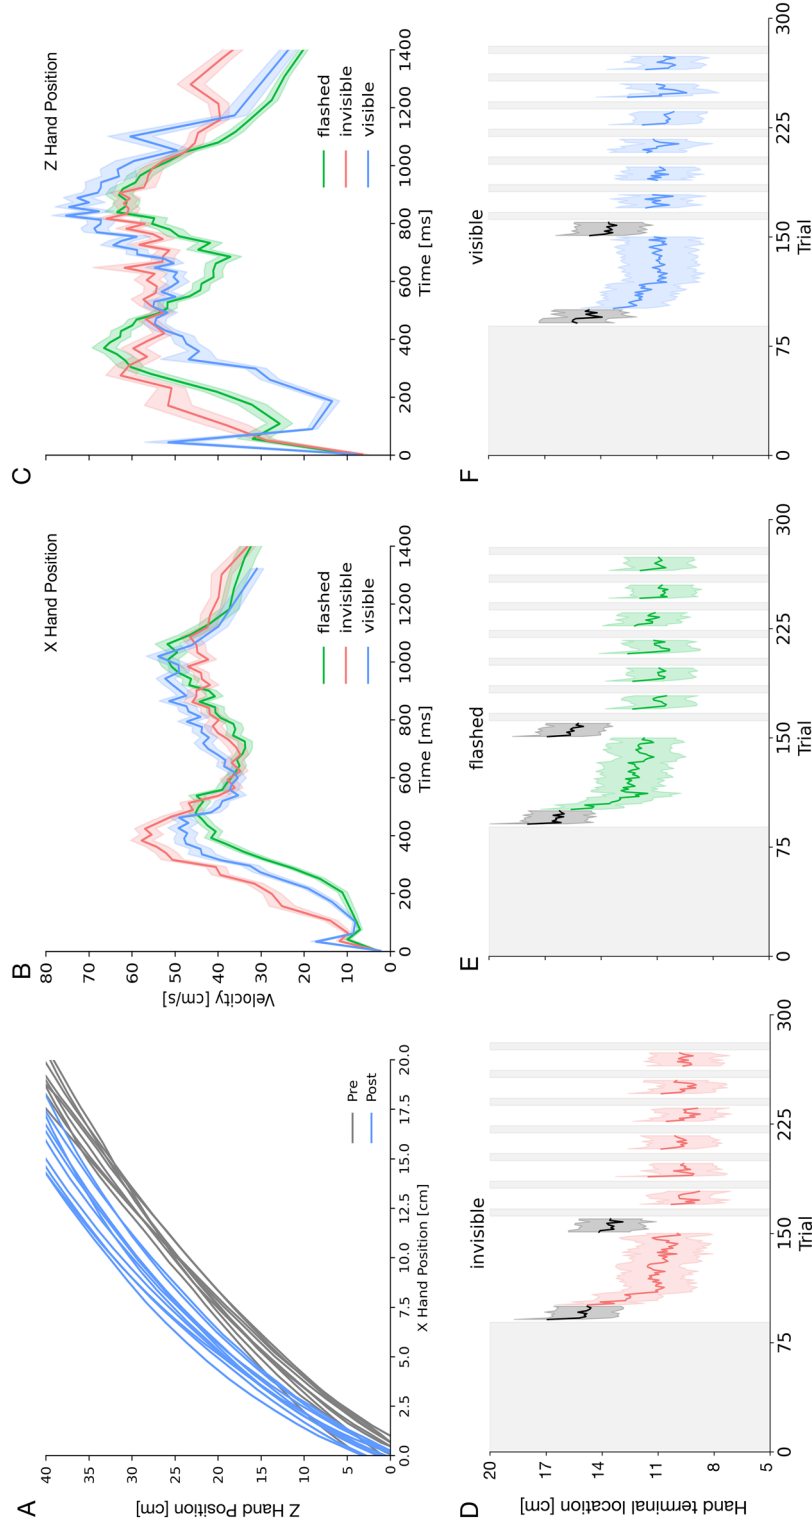 A
40
35
30
25
20
15
10
5
0
Z Hand Position [cm]
0.0 2.5 5.0 7.5 10.0 12.5 15.0 17.5 20.0
X Hand Position [cm]
Pre
Post
B
X Hand Position
80
70
60
50
40
30
20
10
0
Velocity [cm/s]
0 200 400 600 800 1000 1200 1400
Time [ms]
flashed
invisible
visible
C
Z Hand Position
0 200 400 600 800 1000 1200 1400
Time [ms]
flashed
invisible
visible
D
invisible
20
17
14
11
8
5
Hand terminal location [cm]
0 75 150 225 300
Trial
E
flashed
0 75 150 225 300
Trial
F
visible
0 75 150 225 300
Trial